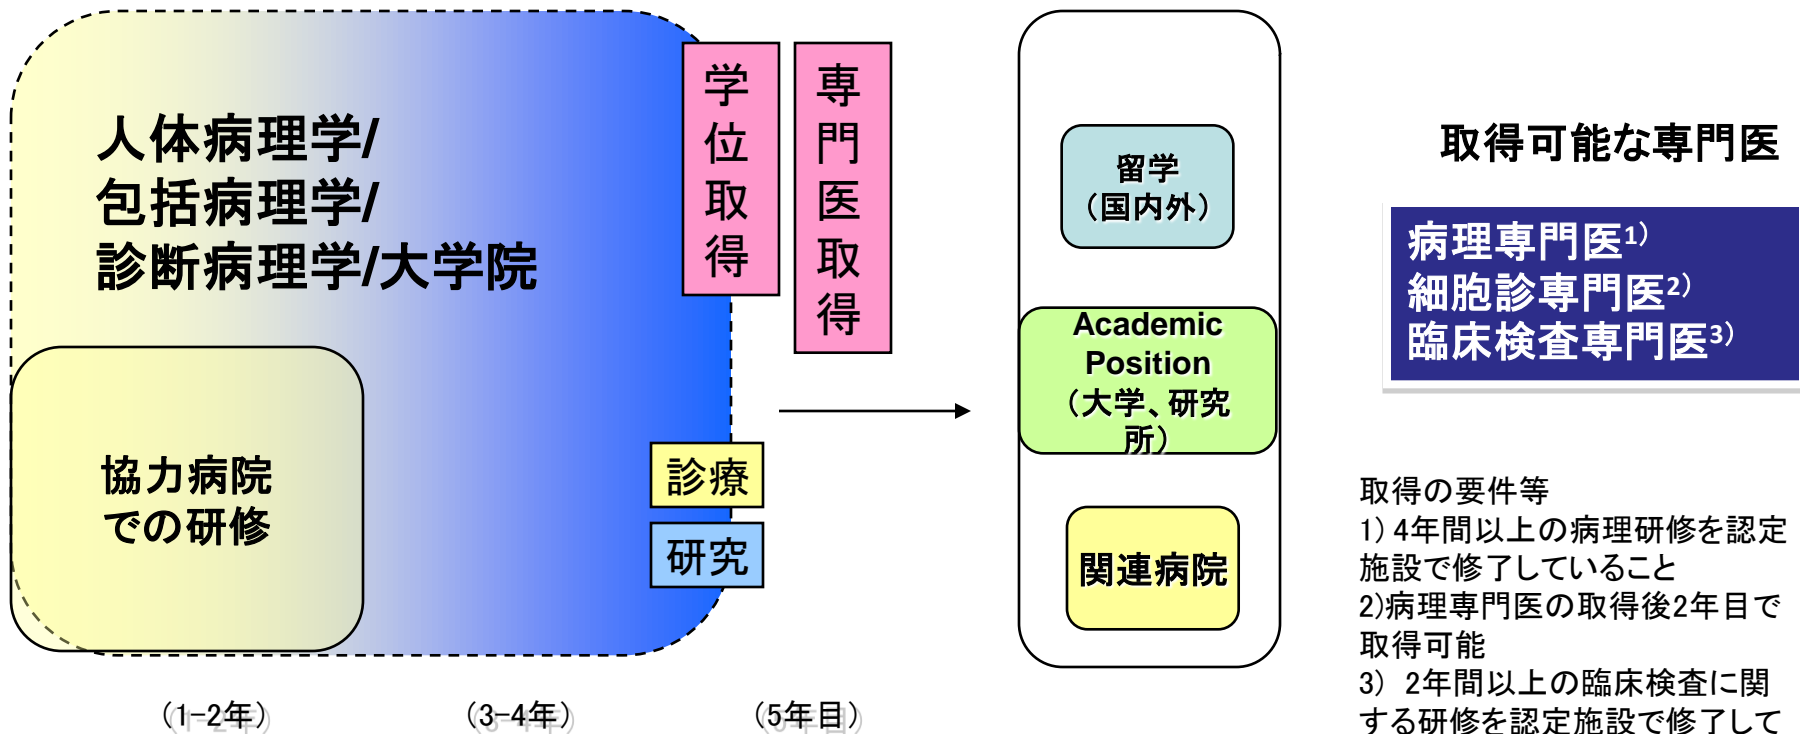 人体病理学/
包括病理学/
診断病理学/大学院
協力病院
での研修
学位取得
専門医取得
診療
研究
(1-2年)
(3-4年)
(5年目)
留学
(国内外)
Academic
Position
(大学、研究
所)
関連病院
取得可能な専門医
病理専門医1)
細胞診専門医2)
臨床検査専門医3)
取得の要件等
1) 4年間以上の病理研修を認定
施設で修了していること
2)病理専門医の取得後2年目で
取得可能
3) 2年間以上の臨床検査に関
する研修を認定施設で修了して